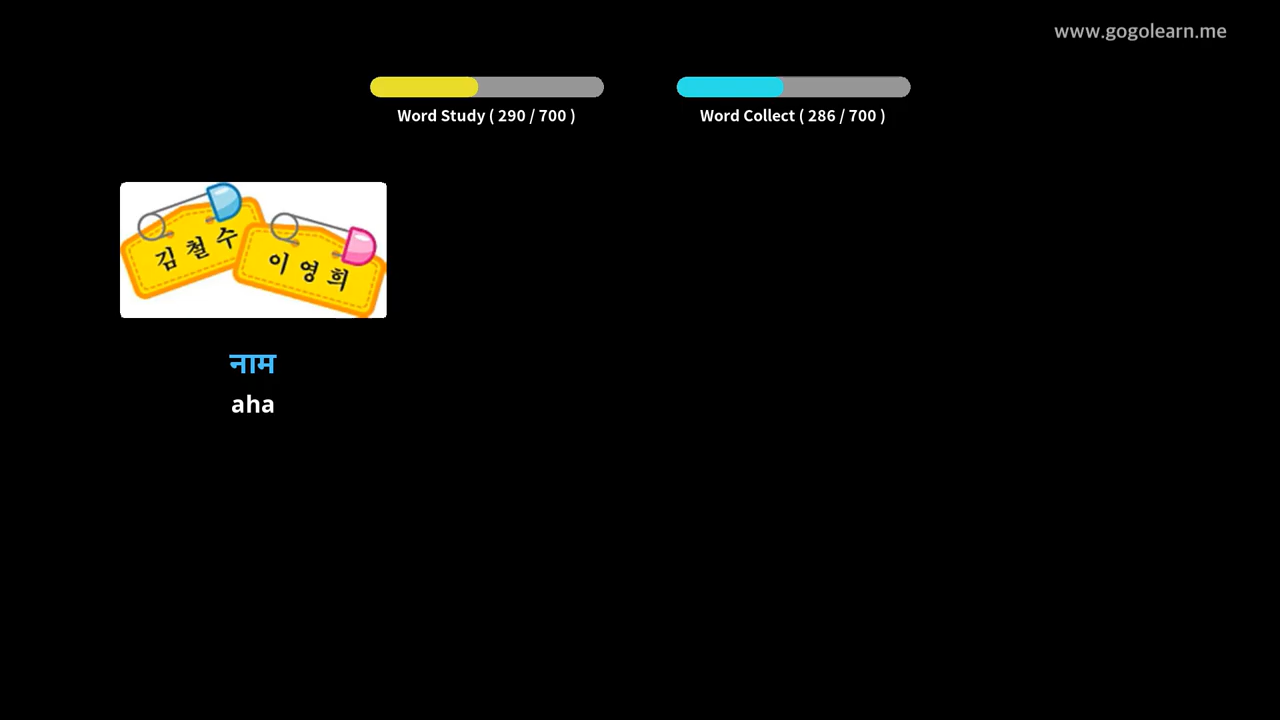 www.gogolearn.me
Word Study ( 290 / 700 )
Word Collect ( 286 / 700 )
김철수
이영희
नाम
aha